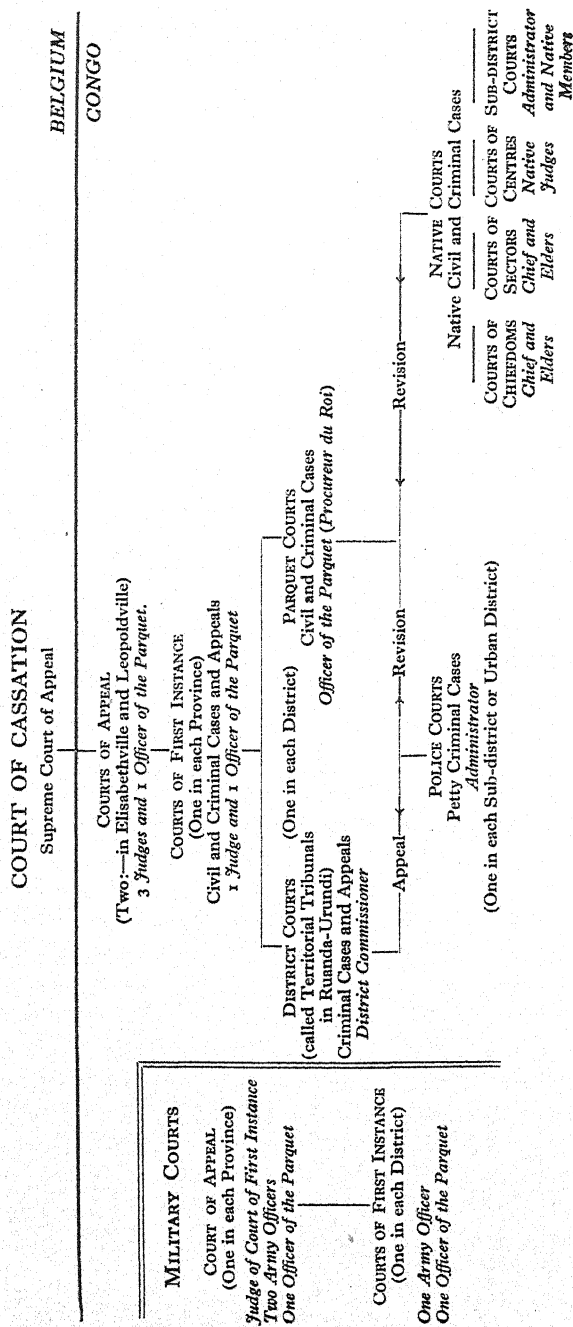 COURT OF CASSATION
Supreme Court of Appeal
BELGIUM
CONGO
COURTS OF APPEAL
(Two:—in Elisabethville and Leopoldville)
3 Judges and 1 Officer of the Parquet.
COURTS OF FIRST INSTANCE
(One in each Province)
Civil and Criminal Cases and Appeals
1 Judge and 1 Officer of the Parquet
DISTRICT COURTS (One in each District)
(called Territorial Tribunals
in Ruanda-Urundi)
Criminal Cases and Appeals
District Commissioner
PARQUET COURTS
Civil and Criminal Cases
Officer of the Parquet (Procureur du Roi)
Appeal
Revision
Revision
POLICE COURTS
Petty Criminal Cases
Administrator
(One in each Sub-district or Urban District)
NATIVE COURTS
Native Civil and Criminal Cases
COURTS OF
CHIEFDOMS
Chief and
Elders
COURTS OF
SECTORS
Chief and
Elders
COURTS OF
CENTRES
Native
Judges
SUB-DISTRICT
COURTS
Administrator
and Native
Members
MILITARY COURTS
COURT OF APPEAL
(One in each Province)
Judge of Court of First Instance
Two Army Officers
One Officer of the Parquet
COURTS OF FIRST INSTANCE
(One in each District)
One Army Officer
One Officer of the Parquet